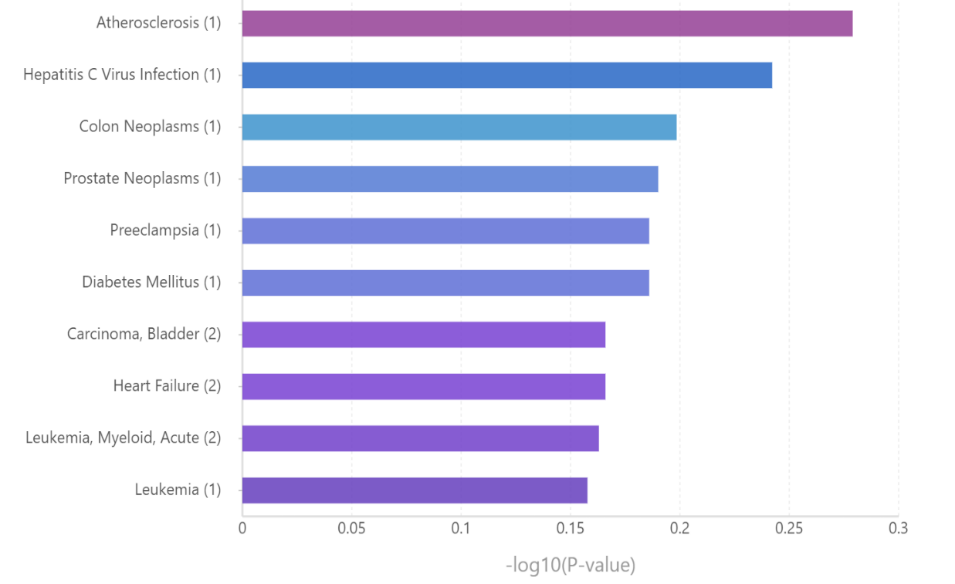 Atherosclerosis (1)
Hepatitis C Virus Infection (1)
Colon Neoplasms (1)
Prostate Neoplasms (1)
Preeclampsia (1)
Diabetes Mellitus (1)
Carcinoma, Bladder (2)
Heart Failure (2)
Leukemia, Myeloid, Acute (2)
Leukemia (1)
0 0.05 0.1 0.15 0.2 0.25 0.3
-log10(P-value)